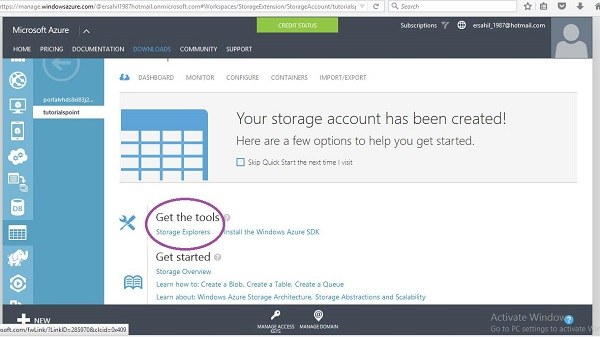 https://manage.windowsazure.com/@ersahil1987hotmail.onmicrosoft.com#Workspaces/StorageExtension/StorageAccount/tutorialsp
Search
Microsoft Azure
CREDIT STATUS
Subscriptions
ersahil_1987@hotmail.com
HOME PRICING DOCUMENTATION DOWNLOADS COMMUNITY SUPPORT
DASHBOARD MONITOR CONFIGURE CONTAINERS IMPORT/EXPORT
portalvhds3n83j2...
tutorialspoint
Your storage account has been created!
Here are a few options to help you get started.
Skip Quick Start the next time I visit
Get the tools
Storage Explorers Install the Windows Azure SDK
Get started
Storage Overview
Learn how to: Create a Blob, Create a Table, Create a Queue
Learn about: Windows Azure Storage Architecture, Storage Abstractions and Scalability
NEW
MANAGE ACCESS KEYS
MANAGE DOMAIN
Activate Windows
Go to PC settings to activate W
osoft.com/fwLink/?LinkID=285970&clcid=0x409